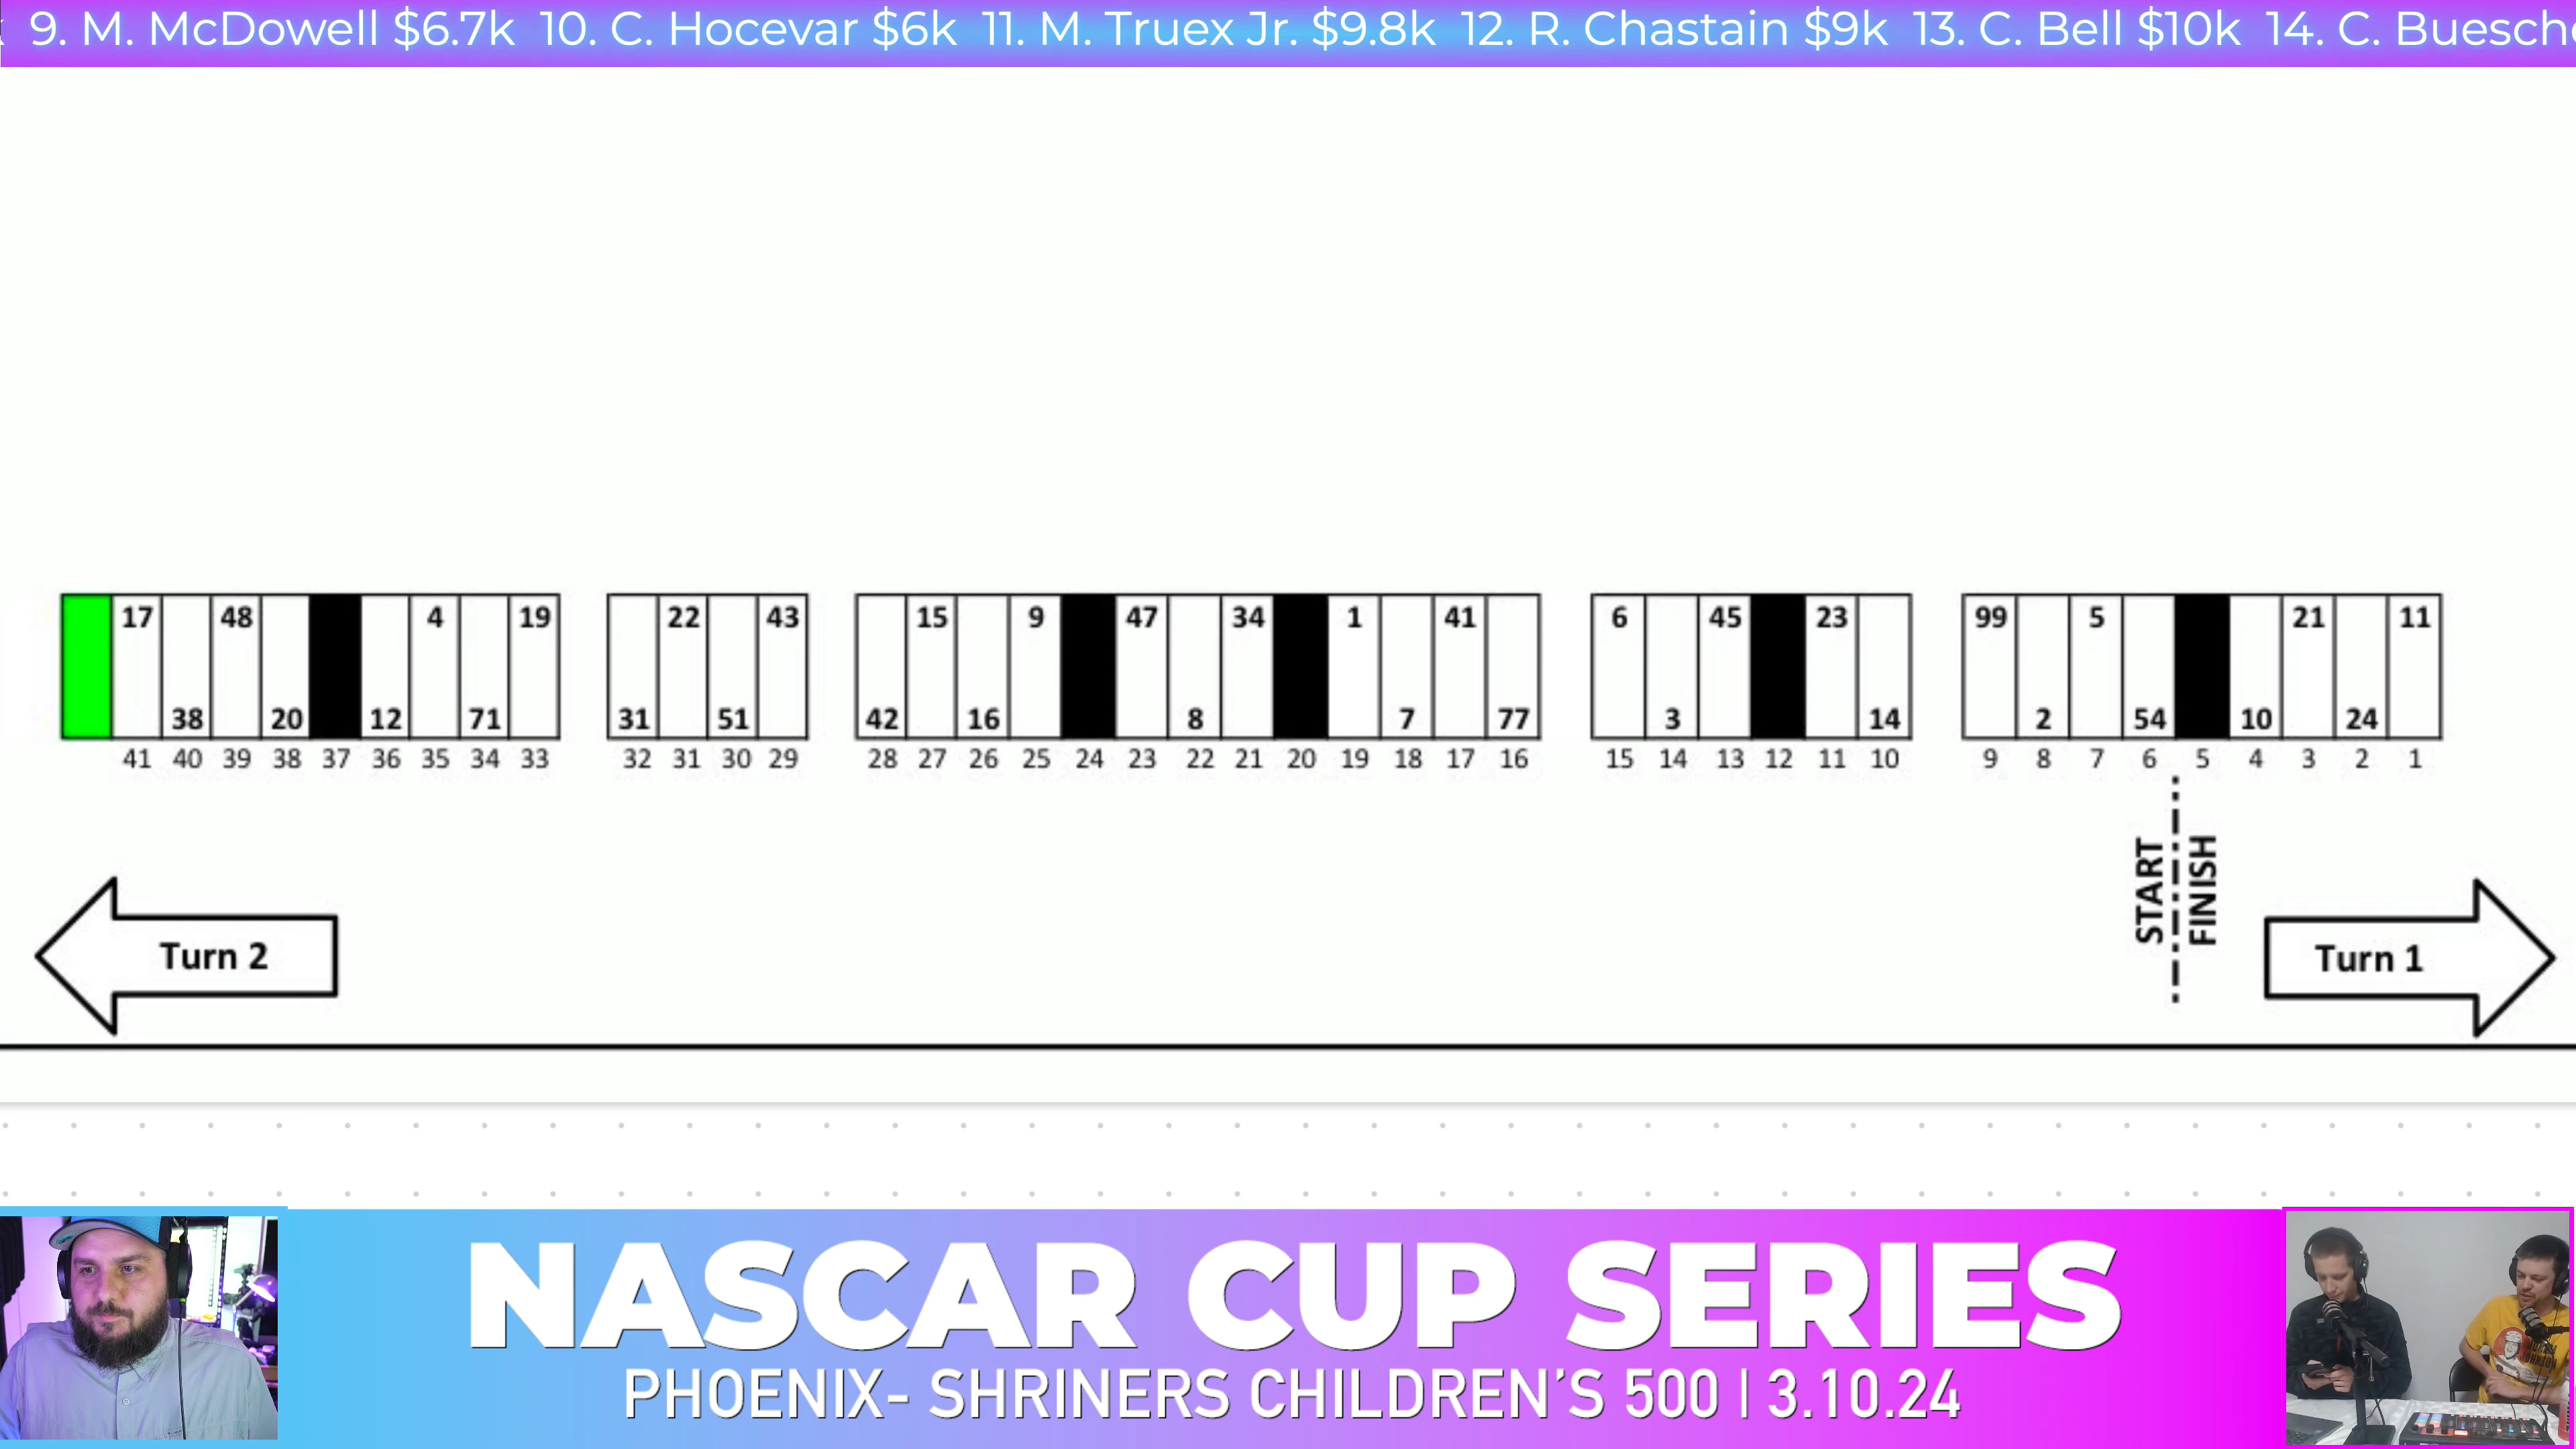 9. M. McDowell $6.7k 10. C. Hocevar $6k 11. M. Truex Jr. $9.8k 12. R. Chastain $9k 13. C. Bell $10k 14. C. Buesch
17 48 4 19 22 43 15 9 47 34 1 41 6 45 23 99 5 21 11
38 20 12 71 31 51 42 16 8 7 77 3 14 2 54 10 24
41 40 39 38 37 36 35 34 33 32 31 30 29 28 27 26 25 24 23 22 21 20 19 18 17 16 15 14 13 12 11 10 9 8 7 6 5 4 3 2 1
START
FINISH
Turn 2
Turn 1
NASCAR CUP SERIES
PHOENIX- SHRINERS CHILDREN'S 500 | 3.10.24